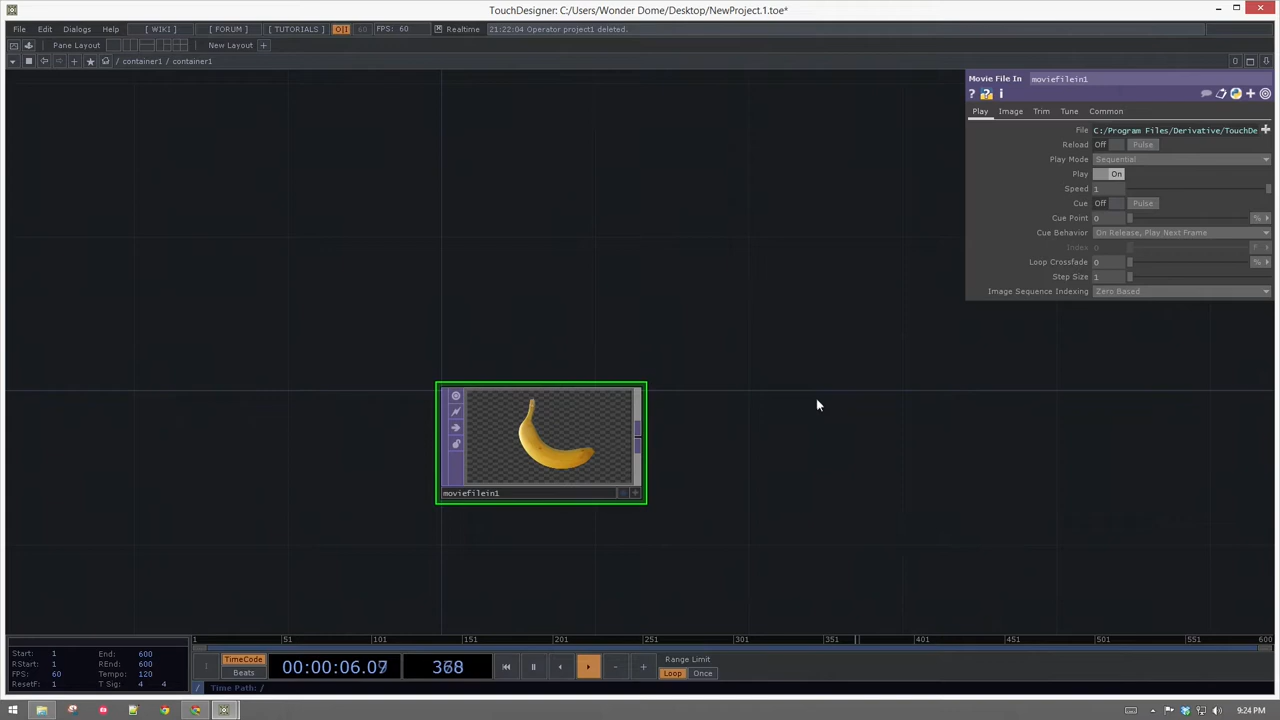 TouchDesigner: C:/Users/Wonder Dome/Desktop/NewProject.1.toe*
File Edit Dialogs Help [ WIKI ] [ FORUM ] [ TUTORIALS ] O|I 60 FPS: 60 Realtime 21:22:04 Operator project1 deleted.
Pane Layout New Layout +
/ container1 / container1 0
Movie File In moviefilein1
? ? i
Play Image Trim Tune Common
File C:/Program Files/Derivative/TouchDe
Reload Off Pulse
Play Mode Sequential
Play On
Speed 1
Cue Off Pulse
Cue Point 0 %
Cue Behavior On Release, Play Next Frame
Index 0 F
Loop Crossfade 0 %
Step Size 1
Image Sequence Indexing Zero Based
moviefilein1
1 51 101 151 201 251 301 351 401 451 501 551 600
Start: 1 End: 600
RStart: 1 REnd: 600
FPS: 60 Tempo: 120
ResetF: 1 T Sig: 4 4
TimeCode
Beats
00:00:06.07 368
Range Limit
Loop Once
/ Time Path: /
9:24 PM